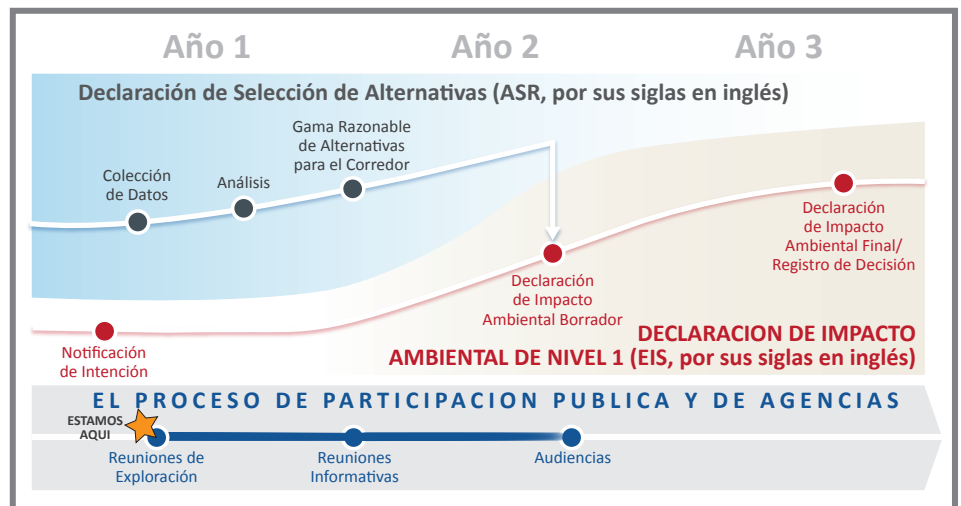 Año 1
Año 2
Año 3
Declaración de Selección de Alternativas (ASR, por sus siglas en inglés)
Colección
de Datos
Análisis
Gama Razonable
de Alternativas
para el Corredor
Notificación
de Intención
Declaración
de Impacto
Ambiental Borrador
Declaración
de Impacto
Ambiental Final/
Registro de Decisión
DECLARACION DE IMPACTO
AMBIENTAL DE NIVEL 1 (EIS, por sus siglas en inglés)
EL PROCESO DE PARTICIPACION PUBLICA Y DE AGENCIAS
ESTAMOS
AQUI
Reuniones de
Exploración
Reuniones
Informativas
Audiencias